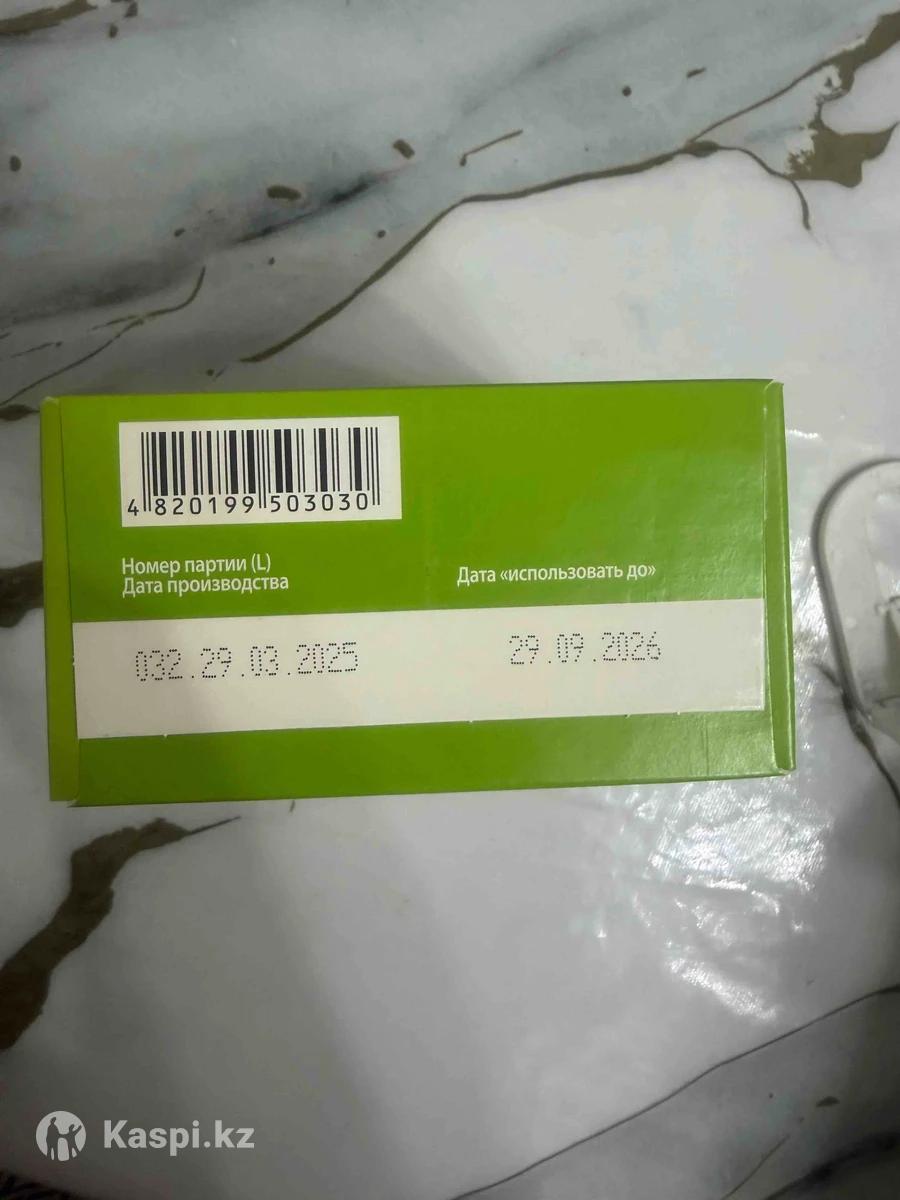 4 820199 503030
Номер партии (L)
Дата производства
Дата «использовать до»
032.29.03.2025
29.09.2026
Kaspi.kz